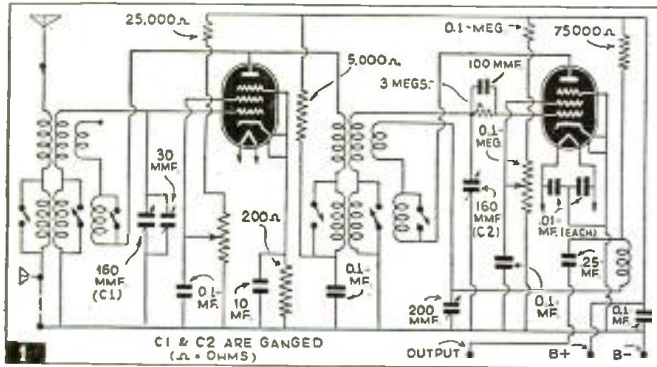 25,000Ω
0.1-MEG.
75000Ω
100 MMF.
5,000Ω
3 MEGS.
30
MMF.
0.1-
MEG.
200Ω
160
MMF.
(C2)
.01-
MF. (EACH)
160
MMF.
(C1)
0.1-
MF.
10
MF.
0.1-
MF.
200
MMF.
0.1-
MF.
.25
MF.
0.1
MF.
C1 & C2 ARE GANGED
(Ω = OHMS)
OUTPUT
B+
B-
1